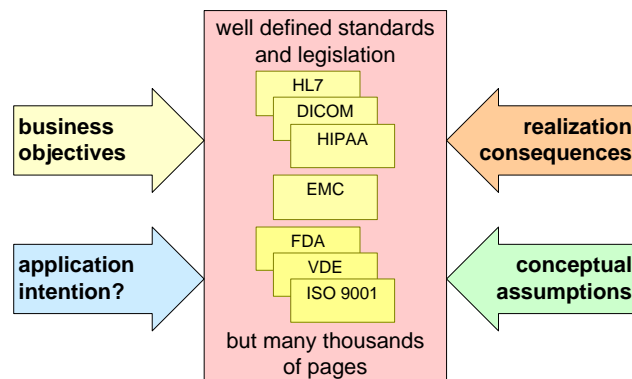 well defined standards
and legislation
HL7
DICOM
HIPAA
EMC
FDA
VDE
ISO 9001
but many thousands
of pages
business
objectives
application
intention?
realization
consequences
conceptual
assumptions